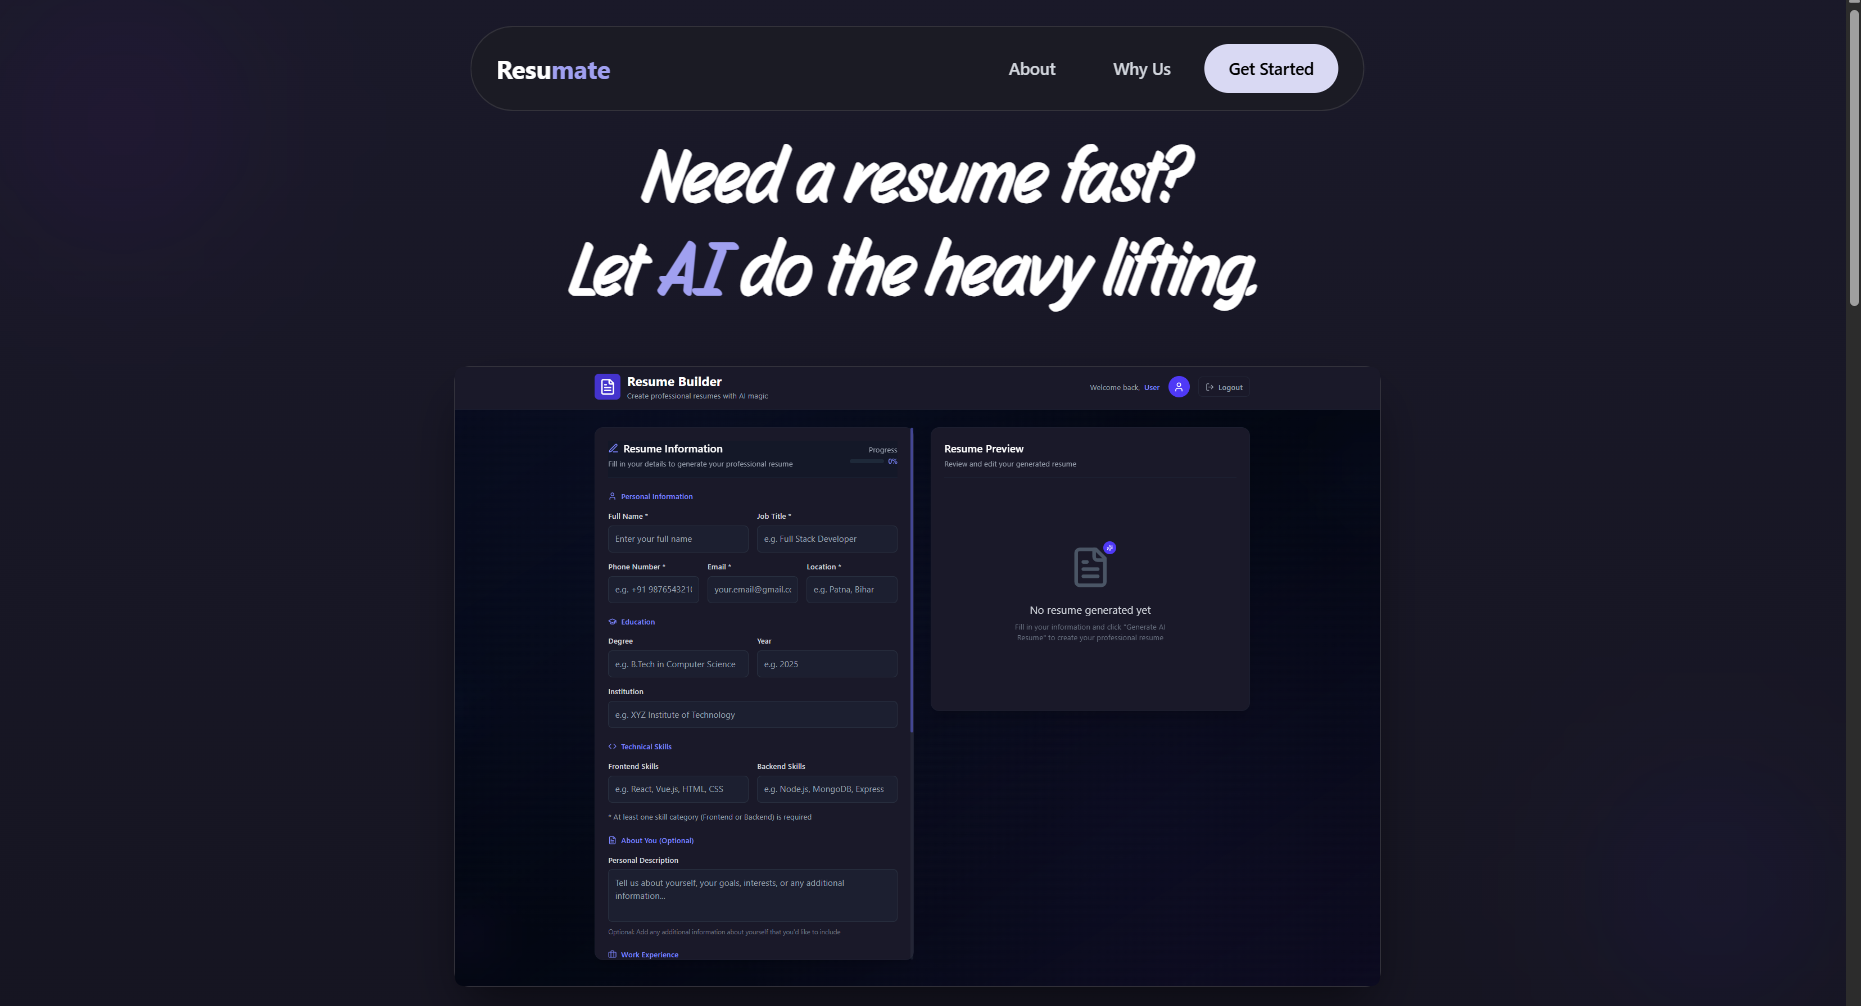 Resumate
About
Why Us
Get Started
Need a resume fast?
Let AI do the heavy lifting.
Resume Builder
Create professional resumes with AI magic
Welcome back, User
Logout
Resume Information
Fill in your details to generate your professional resume
Progress
0%
Personal Information
Full Name *
Job Title *
Enter your full name
e.g. Full Stack Developer
Phone Number *
Email *
Location *
e.g. +91 9876543210
your.email@gmail.co
e.g. Patna, Bihar
Education
Degree
Year
e.g. B.Tech in Computer Science
e.g. 2025
Institution
e.g. XYZ Institute of Technology
Technical Skills
Frontend Skills
Backend Skills
e.g. React, Vue.js, HTML, CSS
e.g. Node.js, MongoDB, Express
* At least one skill category (Frontend or Backend) is required
About You (Optional)
Personal Description
Tell us about yourself, your goals, interests, or any additional
information...
Optional: Add any additional information about yourself that you'd like to include
Work Experience
Resume Preview
Review and edit your generated resume
No resume generated yet
Fill in your information and click "Generate AI
Resume" to create your professional resume